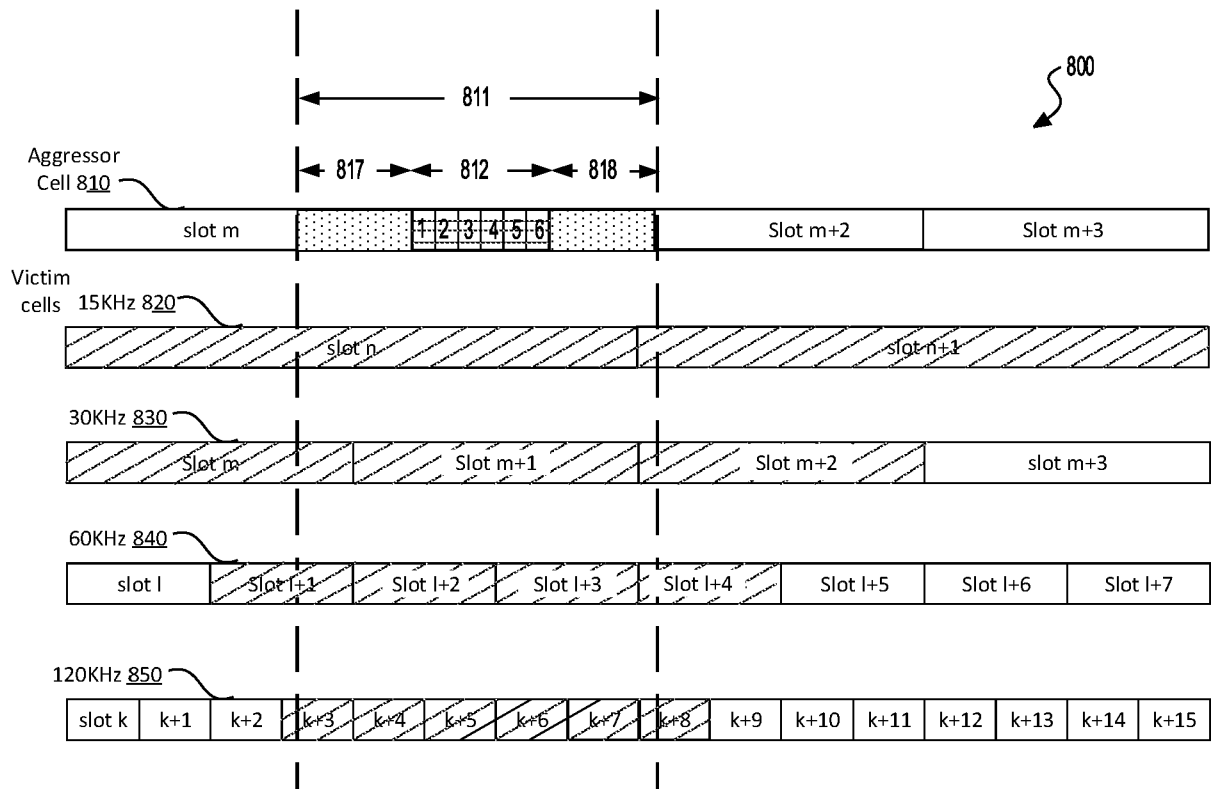 800
811
817 812 818
Aggressor
Cell 810
slot m 1 2 3 4 5 6 Slot m+2 Slot m+3
Victim
cells
15KHz 820
slot n slot n+1
30KHz 830
Slot m Slot m+1 Slot m+2 slot m+3
60KHz 840
slot l Slot l+1 Slot l+2 Slot l+3 Slot l+4 Slot l+5 Slot l+6 Slot l+7
120KHz 850
slot k k+1 k+2 k+3 k+4 k+5 k+6 k+7 k+8 k+9 k+10 k+11 k+12 k+13 k+14 k+15